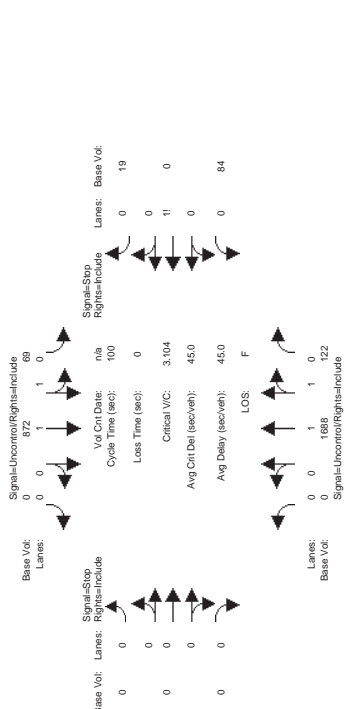 Signal=Uncontrol/Rights=Include
Base Vol: 0 872 69
Lanes: 0 0 1 1 0
Signal=Stop Signal=Stop
ase Vol: Lanes: Rights=Include Vol Cnt Date: n/a Rights=Include Lanes: Base Vol:
0 0 Cycle Time (sec): 100 0 19
0 Loss Time (sec): 0 0
0 0 Critical V/C: 3.104 1! 0
0 Avg Crit Del (sec/veh): 45.0 0
0 0 Avg Delay (sec/veh): 45.0 0 84
LOS: F
Lanes: 0 0 1 1 0
Base Vol: 0 1688 122
Signal=Uncontrol/Rights=Include